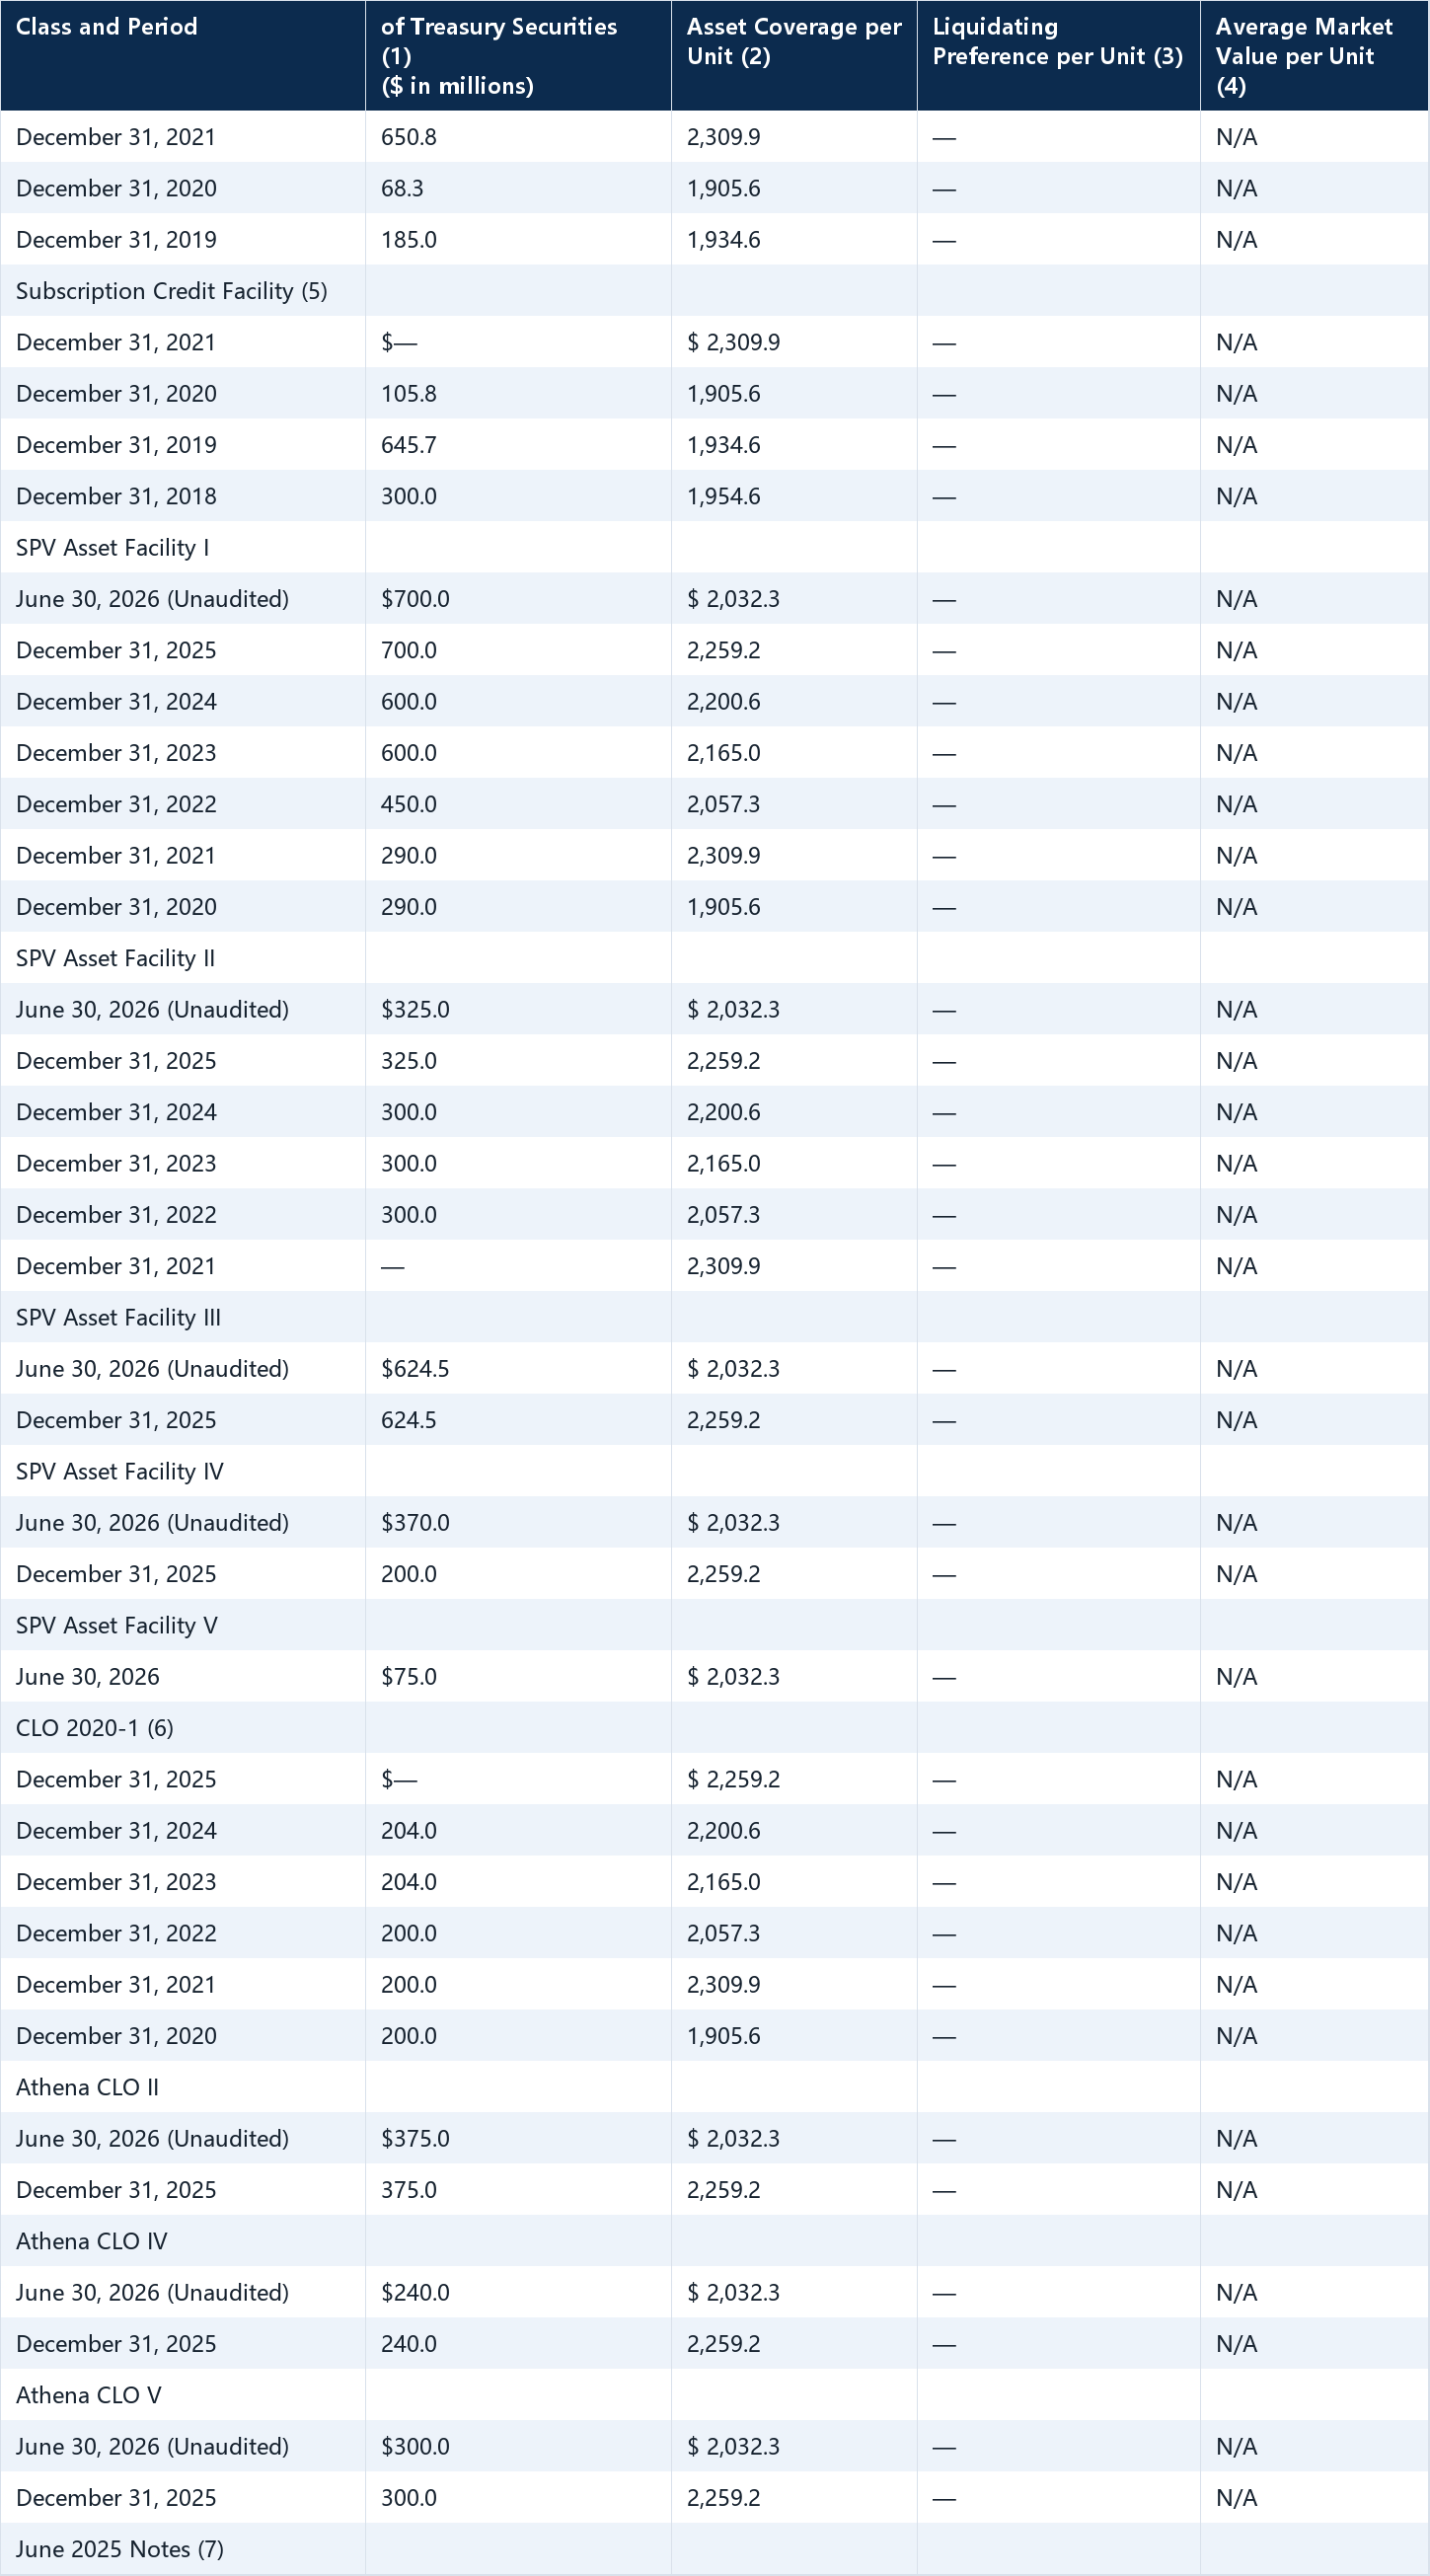 Class and Period | of Treasury Securities (1) ($ in millions) | Asset Coverage per Unit (2) | Liquidating Preference per Unit (3) | Average Market Value per Unit (4)
December 31, 2021 | 650.8 | 2,309.9 | — | N/A
December 31, 2020 | 68.3 | 1,905.6 | — | N/A
December 31, 2019 | 185.0 | 1,934.6 | — | N/A
Subscription Credit Facility (5)
December 31, 2021 | $— | $ 2,309.9 | — | N/A
December 31, 2020 | 105.8 | 1,905.6 | — | N/A
December 31, 2019 | 645.7 | 1,934.6 | — | N/A
December 31, 2018 | 300.0 | 1,954.6 | — | N/A
SPV Asset Facility I
June 30, 2026 (Unaudited) | $700.0 | $ 2,032.3 | — | N/A
December 31, 2025 | 700.0 | 2,259.2 | — | N/A
December 31, 2024 | 600.0 | 2,200.6 | — | N/A
December 31, 2023 | 600.0 | 2,165.0 | — | N/A
December 31, 2022 | 450.0 | 2,057.3 | — | N/A
December 31, 2021 | 290.0 | 2,309.9 | — | N/A
December 31, 2020 | 290.0 | 1,905.6 | — | N/A
SPV Asset Facility II
June 30, 2026 (Unaudited) | $325.0 | $ 2,032.3 | — | N/A
December 31, 2025 | 325.0 | 2,259.2 | — | N/A
December 31, 2024 | 300.0 | 2,200.6 | — | N/A
December 31, 2023 | 300.0 | 2,165.0 | — | N/A
December 31, 2022 | 300.0 | 2,057.3 | — | N/A
December 31, 2021 | — | 2,309.9 | — | N/A
SPV Asset Facility III
June 30, 2026 (Unaudited) | $624.5 | $ 2,032.3 | — | N/A
December 31, 2025 | 624.5 | 2,259.2 | — | N/A
SPV Asset Facility IV
June 30, 2026 (Unaudited) | $370.0 | $ 2,032.3 | — | N/A
December 31, 2025 | 200.0 | 2,259.2 | — | N/A
SPV Asset Facility V
June 30, 2026 | $75.0 | $ 2,032.3 | — | N/A
CLO 2020-1 (6)
December 31, 2025 | $— | $ 2,259.2 | — | N/A
December 31, 2024 | 204.0 | 2,200.6 | — | N/A
December 31, 2023 | 204.0 | 2,165.0 | — | N/A
December 31, 2022 | 200.0 | 2,057.3 | — | N/A
December 31, 2021 | 200.0 | 2,309.9 | — | N/A
December 31, 2020 | 200.0 | 1,905.6 | — | N/A
Athena CLO II
June 30, 2026 (Unaudited) | $375.0 | $ 2,032.3 | — | N/A
December 31, 2025 | 375.0 | 2,259.2 | — | N/A
Athena CLO IV
June 30, 2026 (Unaudited) | $240.0 | $ 2,032.3 | — | N/A
December 31, 2025 | 240.0 | 2,259.2 | — | N/A
Athena CLO V
June 30, 2026 (Unaudited) | $300.0 | $ 2,032.3 | — | N/A
December 31, 2025 | 300.0 | 2,259.2 | — | N/A
June 2025 Notes (7)